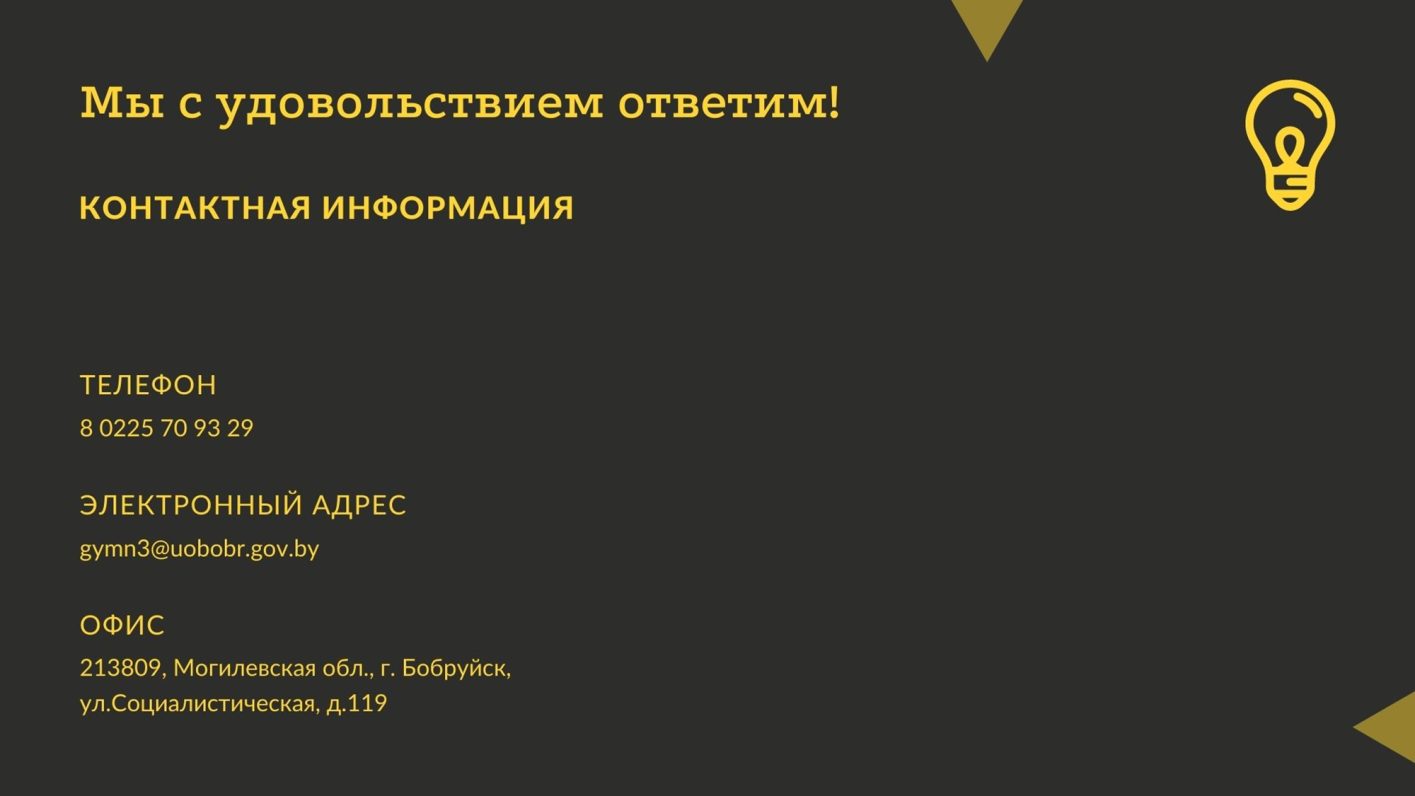 Мы с удовольствием ответим!
КОНТАКТНАЯ ИНФОРМАЦИЯ
ТЕЛЕФОН
8 0225 70 93 29
ЭЛЕКТРОННЫЙ АДРЕС
gymn3@uobobr.gov.by
ОФИС
213809, Могилевская обл., г. Бобруйск,
ул.Социалистическая, д.119